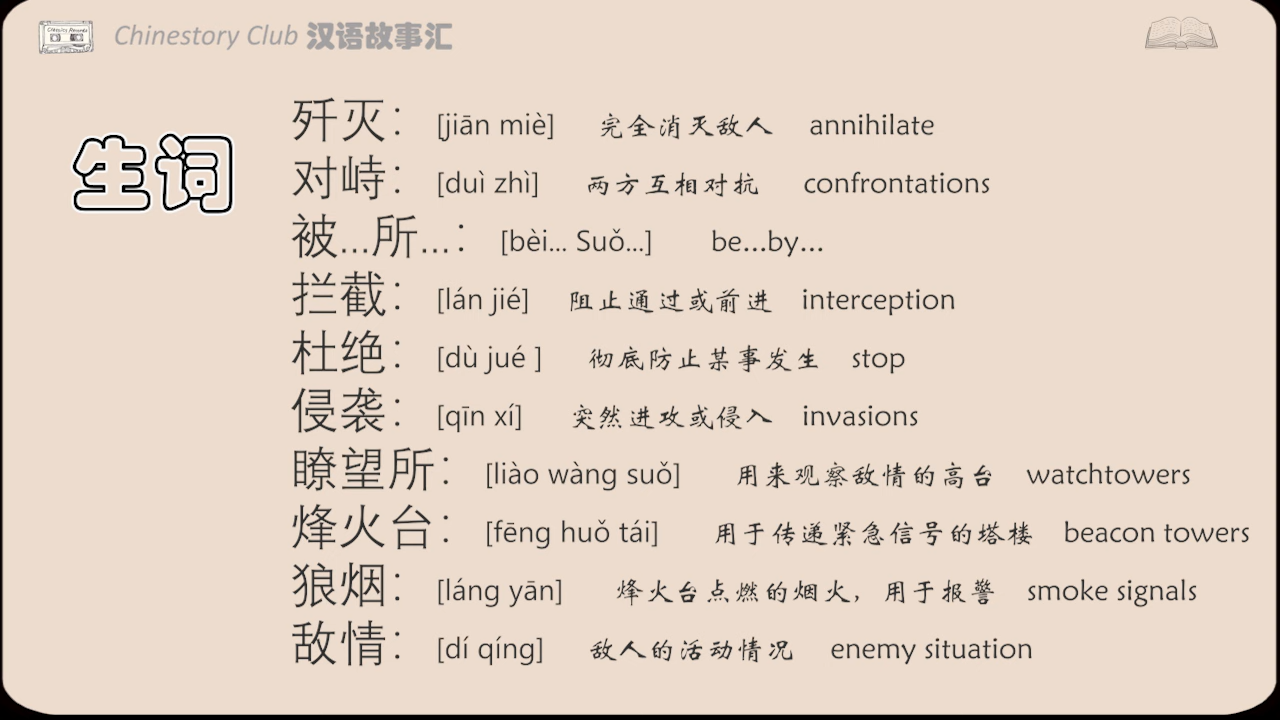 Chinestory Club 汉语故事汇
生词
歼灭： [jiān miè] 完全消灭敌人 annihilate
对峙： [duì zhì] 两方互相对抗 confrontations
被...所...： [bèi... Suǒ...] be...by...
拦截： [lán jié] 阻止通过或前进 interception
杜绝： [dù jué ] 彻底防止某事发生 stop
侵袭： [qīn xí] 突然进攻或侵入 invasions
瞭望所： [liào wàng suǒ] 用来观察敌情的高台 watchtowers
烽火台： [fēng huǒ tái] 用于传递紧急信号的塔楼 beacon towers
狼烟： [láng yān] 烽火台点燃的烟火，用于报警 smoke signals
敌情： [dí qíng] 敌人的活动情况 enemy situation